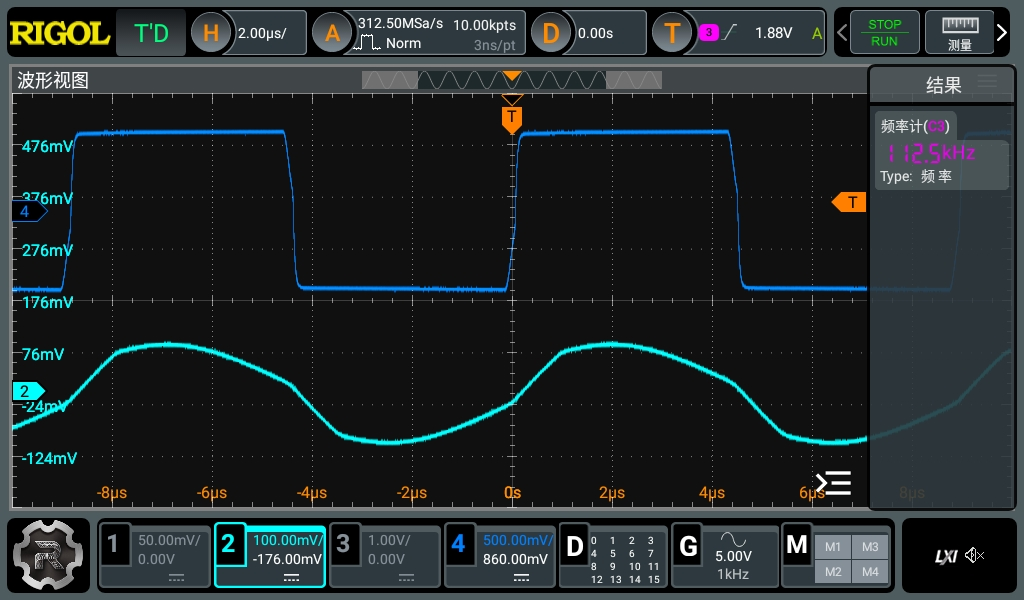 RIGOL T'D H 2.00μs/ A 312.50MSa/s 10.00kpts D 0.00s T 3 1.88V A STOP
Norm 3ns/pt RUN 测量
波形视图 结果
T
频率计(C3)
476mV
112.5kHz
Type: 频 率
376mV
T
4
276mV
176mV
76mV
2
-24mV
-124mV
-8μs -6μs -4μs -2μs 0s 2μs 4μs 6μs 8μs
1 50.00mV/ 2 100.00mV/ 3 1.00V/ 4 500.00mV/ D 0 1 2 3 G 5.00V M M1 M3 LXI
0.00V -176.00mV 0.00V 860.00mV 4 5 6 7 1kHz M2 M4
8 9 10 11
12 13 14 15